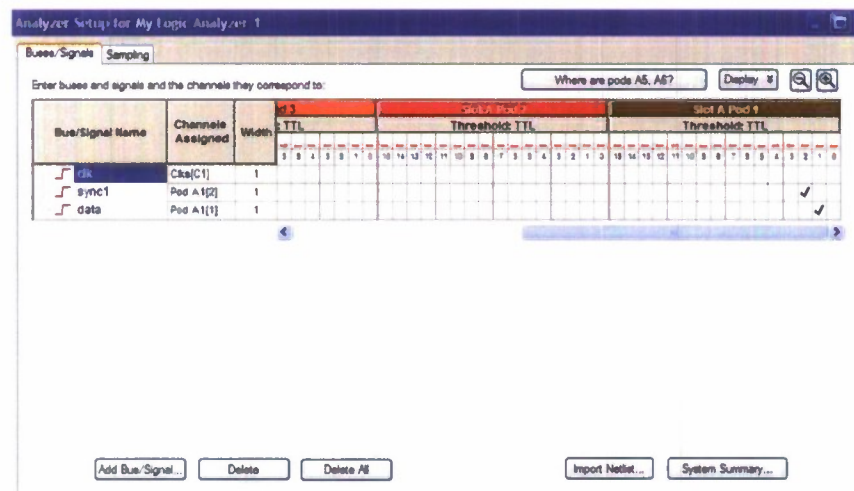 Analyzer Setup for My Logic Analyzer 1
Buses/Signals Sampling
Enter buses and signals and the channels they correspond to:
Where are pods A5, A6?
Display
Bus/Signal Name
Channels Assigned
Width
d 3
Slot A Pod 2
Slot A Pod 1
TTL
Threshold: TTL
Threshold: TTL
clk Clks[C1] 1
sync1 Pod A1[2] 1
data Pod A1[1] 1
Add Bus/Signal...
Delete
Delete All
Import Netlist...
System Summary...